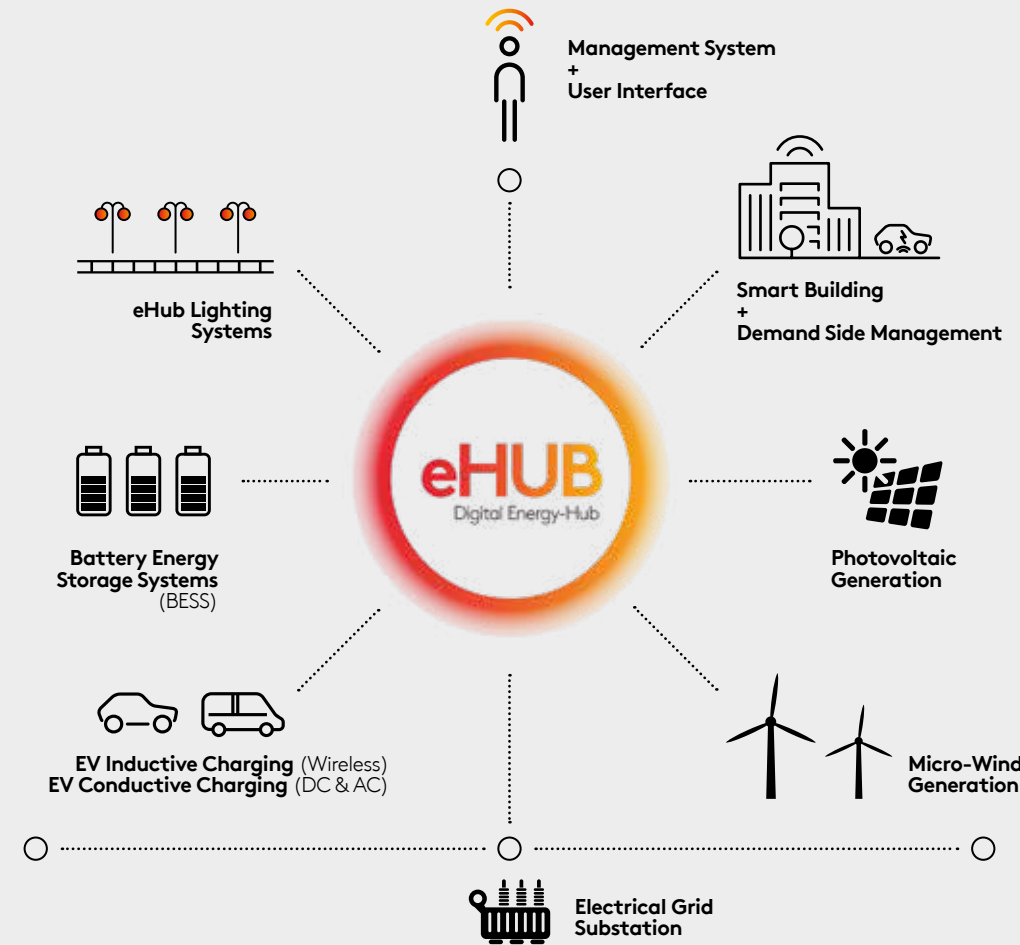 Management System
+
User Interface
eHub Lighting
Systems
Smart Building
+
Demand Side Management
eHUB
Digital Energy-Hub
Battery Energy
Storage Systems
(BESS)
Photovoltaic
Generation
EV Inductive Charging (Wireless)
EV Conductive Charging (DC & AC)
Micro-Wind
Generation
Electrical Grid
Substation